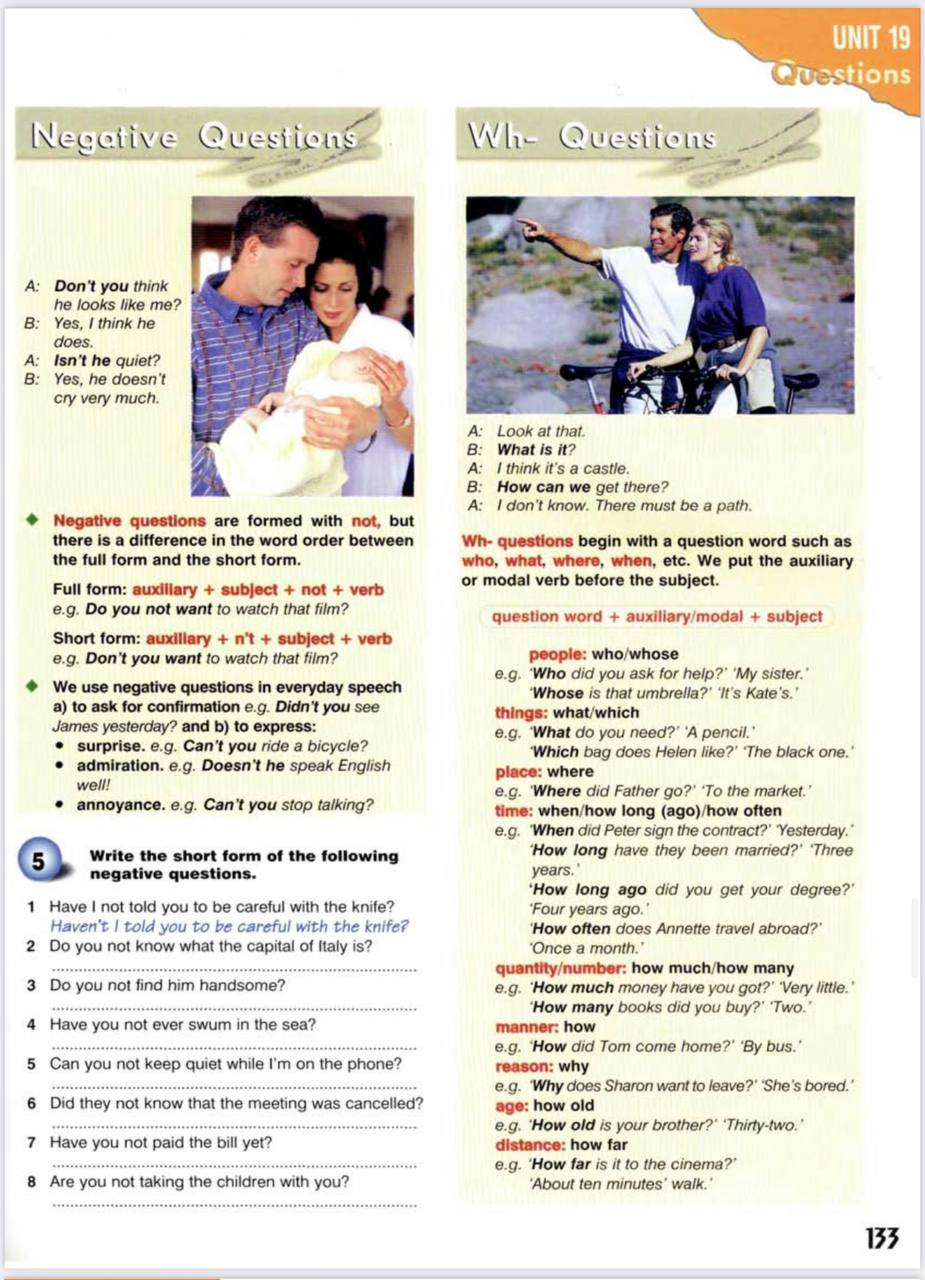 UNIT 19
Questions
Negative Questions
A: Don't you think
he looks like me?
B: Yes, I think he
does.
A: Isn't he quiet?
B: Yes, he doesn't
cry very much.
◆ Negative questions are formed with not, but
there is a difference in the word order between
the full form and the short form.
Full form: auxiliary + subject + not + verb
e.g. Do you not want to watch that film?
Short form: auxiliary + n't + subject + verb
e.g. Don't you want to watch that film?
◆ We use negative questions in everyday speech
a) to ask for confirmation e.g. Didn't you see
James yesterday? and b) to express:
• surprise. e.g. Can't you ride a bicycle?
• admiration. e.g. Doesn't he speak English
well!
• annoyance. e.g. Can't you stop talking?
5 Write the short form of the following
negative questions.
1 Have I not told you to be careful with the knife?
Haven't I told you to be careful with the knife?
2 Do you not know what the capital of Italy is?
3 Do you not find him handsome?
4 Have you not ever swum in the sea?
5 Can you not keep quiet while I'm on the phone?
6 Did they not know that the meeting was cancelled?
7 Have you not paid the bill yet?
8 Are you not taking the children with you?
Wh- Questions
A: Look at that.
B: What is it?
A: I think it's a castle.
B: How can we get there?
A: I don't know. There must be a path.
Wh- questions begin with a question word such as
who, what, where, when, etc. We put the auxiliary
or modal verb before the subject.
question word + auxiliary/modal + subject
people: who/whose
e.g. 'Who did you ask for help?' 'My sister.'
'Whose is that umbrella?' 'It's Kate's.'
things: what/which
e.g. 'What do you need?' 'A pencil.'
'Which bag does Helen like?' 'The black one.'
place: where
e.g. 'Where did Father go?' 'To the market.'
time: when/how long (ago)/how often
e.g. 'When did Peter sign the contract?' 'Yesterday.'
'How long have they been married?' 'Three
years.'
'How long ago did you get your degree?'
'Four years ago.'
'How often does Annette travel abroad?'
'Once a month.'
quantity/number: how much/how many
e.g. 'How much money have you got?' 'Very little.'
'How many books did you buy?' 'Two.'
manner: how
e.g. 'How did Tom come home?' 'By bus.'
reason: why
e.g. 'Why does Sharon want to leave?' 'She's bored.'
age: how old
e.g. 'How old is your brother?' 'Thirty-two.'
distance: how far
e.g. 'How far is it to the cinema?'
'About ten minutes' walk.'
133